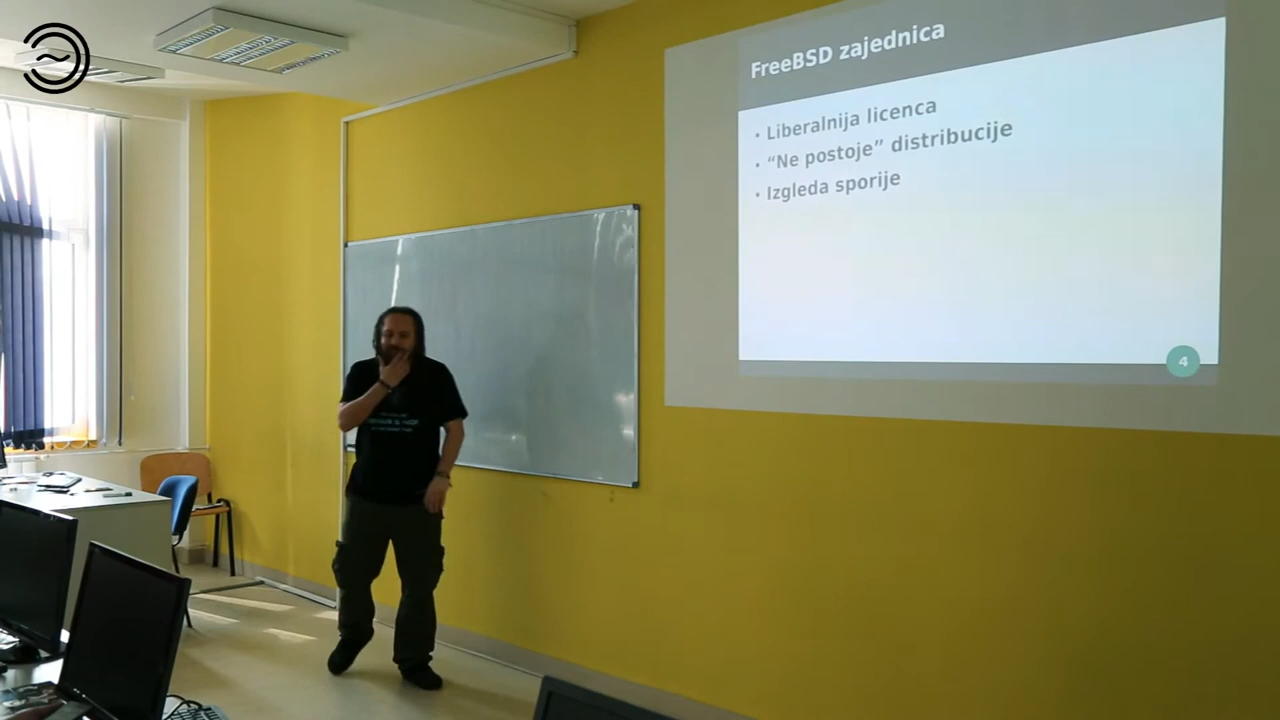 FreeBSD zajednica
• Liberalnija licenca
• “Ne postoje” distribucije
• Izgleda sporije
4